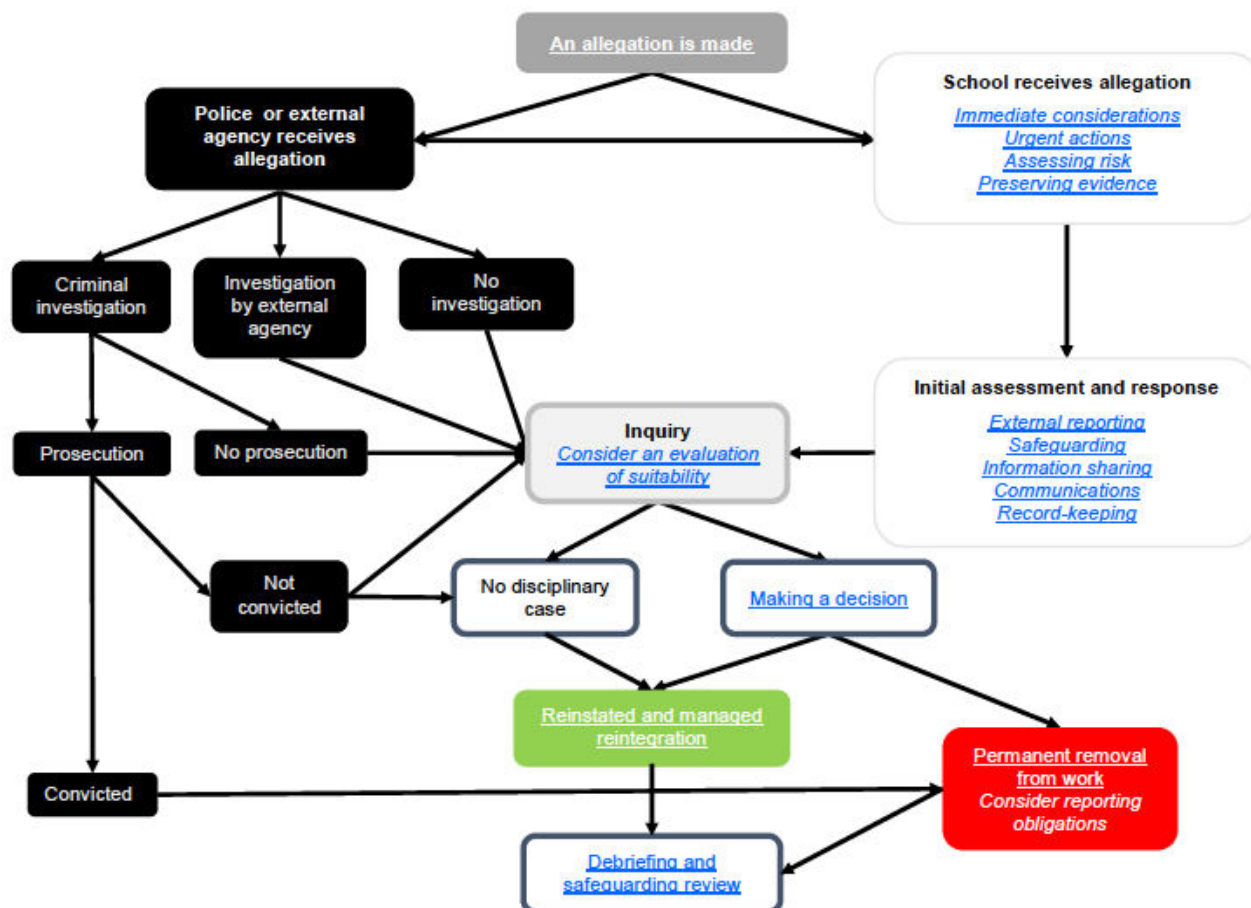 An allegation is made
Police or external
agency receives
allegation
School receives allegation
Immediate considerations
Urgent actions
Assessing risk
Preserving evidence
Criminal
investigation
Investigation
by external
agency
No
investigation
Initial assessment and response
External reporting
Safeguarding
Information sharing
Communications
Record-keeping
Prosecution
No prosecution
Inquiry
Consider an evaluation
of suitability
Not
convicted
No disciplinary
case
Making a decision
Reinstated and managed
reintegration
Permanent removal
from work
Consider reporting
obligations
Convicted
Debriefing and
safeguarding review